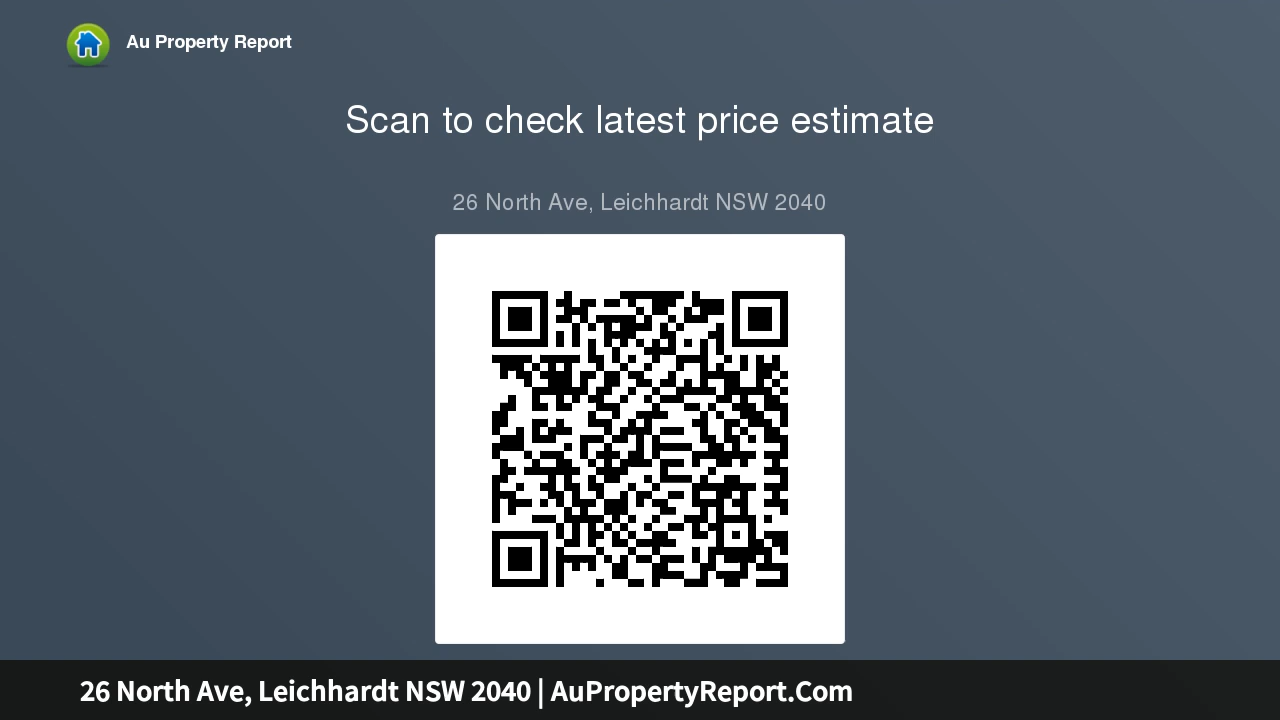 Au Property Report
Scan to check latest price estimate
26 North Ave, Leichhardt NSW 2040
26 North Ave, Leichhardt NSW 2040 | AuPropertyReport.Com